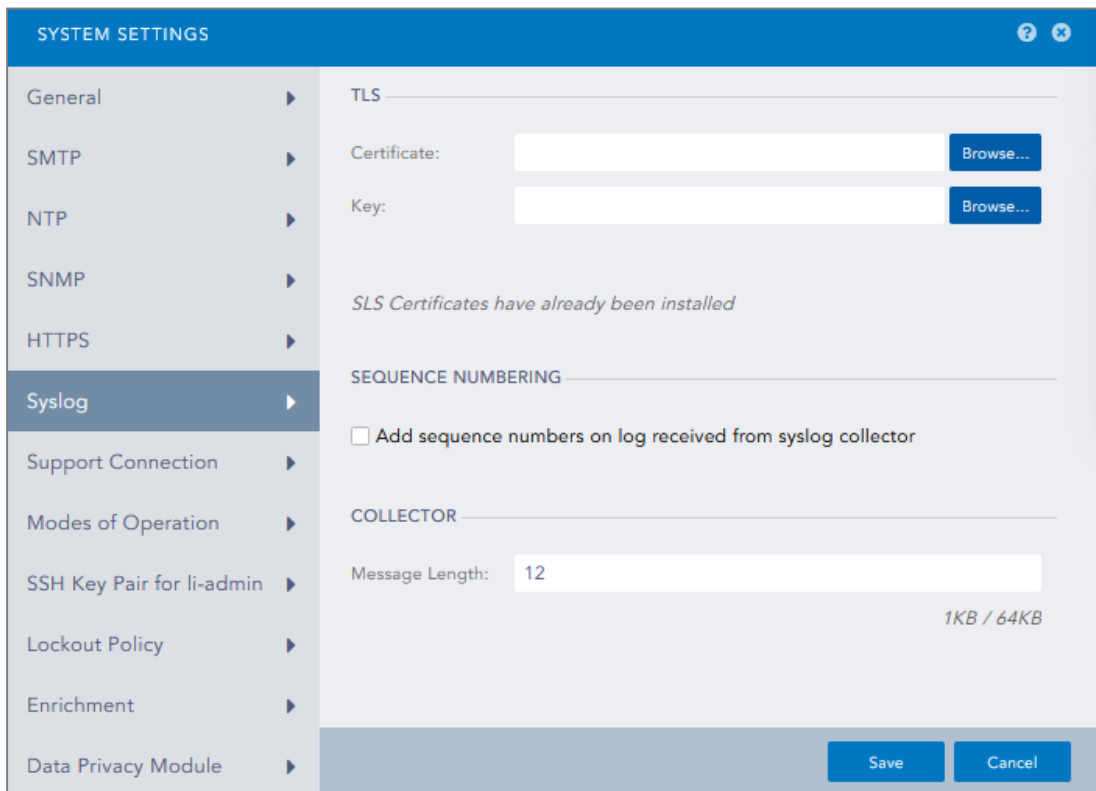 SYSTEM SETTINGS
General
SMTP
NTP
SNMP
HTTPS
Syslog
Support Connection
Modes of Operation
SSH Key Pair for li-admin
Lockout Policy
Enrichment
Data Privacy Module
TLS
Certificate: Browse...
Key: Browse...
SLS Certificates have already been installed
SEQUENCE NUMBERING
Add sequence numbers on log received from syslog collector
COLLECTOR
Message Length: 12
1KB / 64KB
Save Cancel